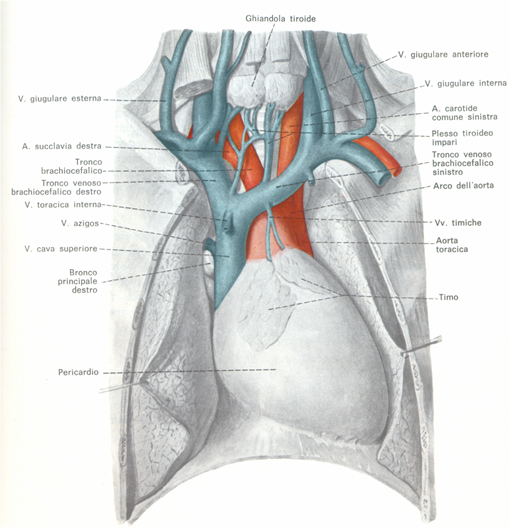 Ghiandola tiroide
V. giugulare anteriore
V. giugulare interna
V. giugulare esterna
A. carotide
comune sinistra
Plesso tiroideo
impari
A. succlavia destra
Tronco
brachiocefalico
Tronco venoso
brachiocefalico
sinistro
Tronco venoso
brachiocefalico destro
Arco dell'aorta
V. toracica interna
V. azigos
Vv. timiche
V. cava superiore
Aorta
toracica
Bronco
principale
destro
Timo
Pericardio